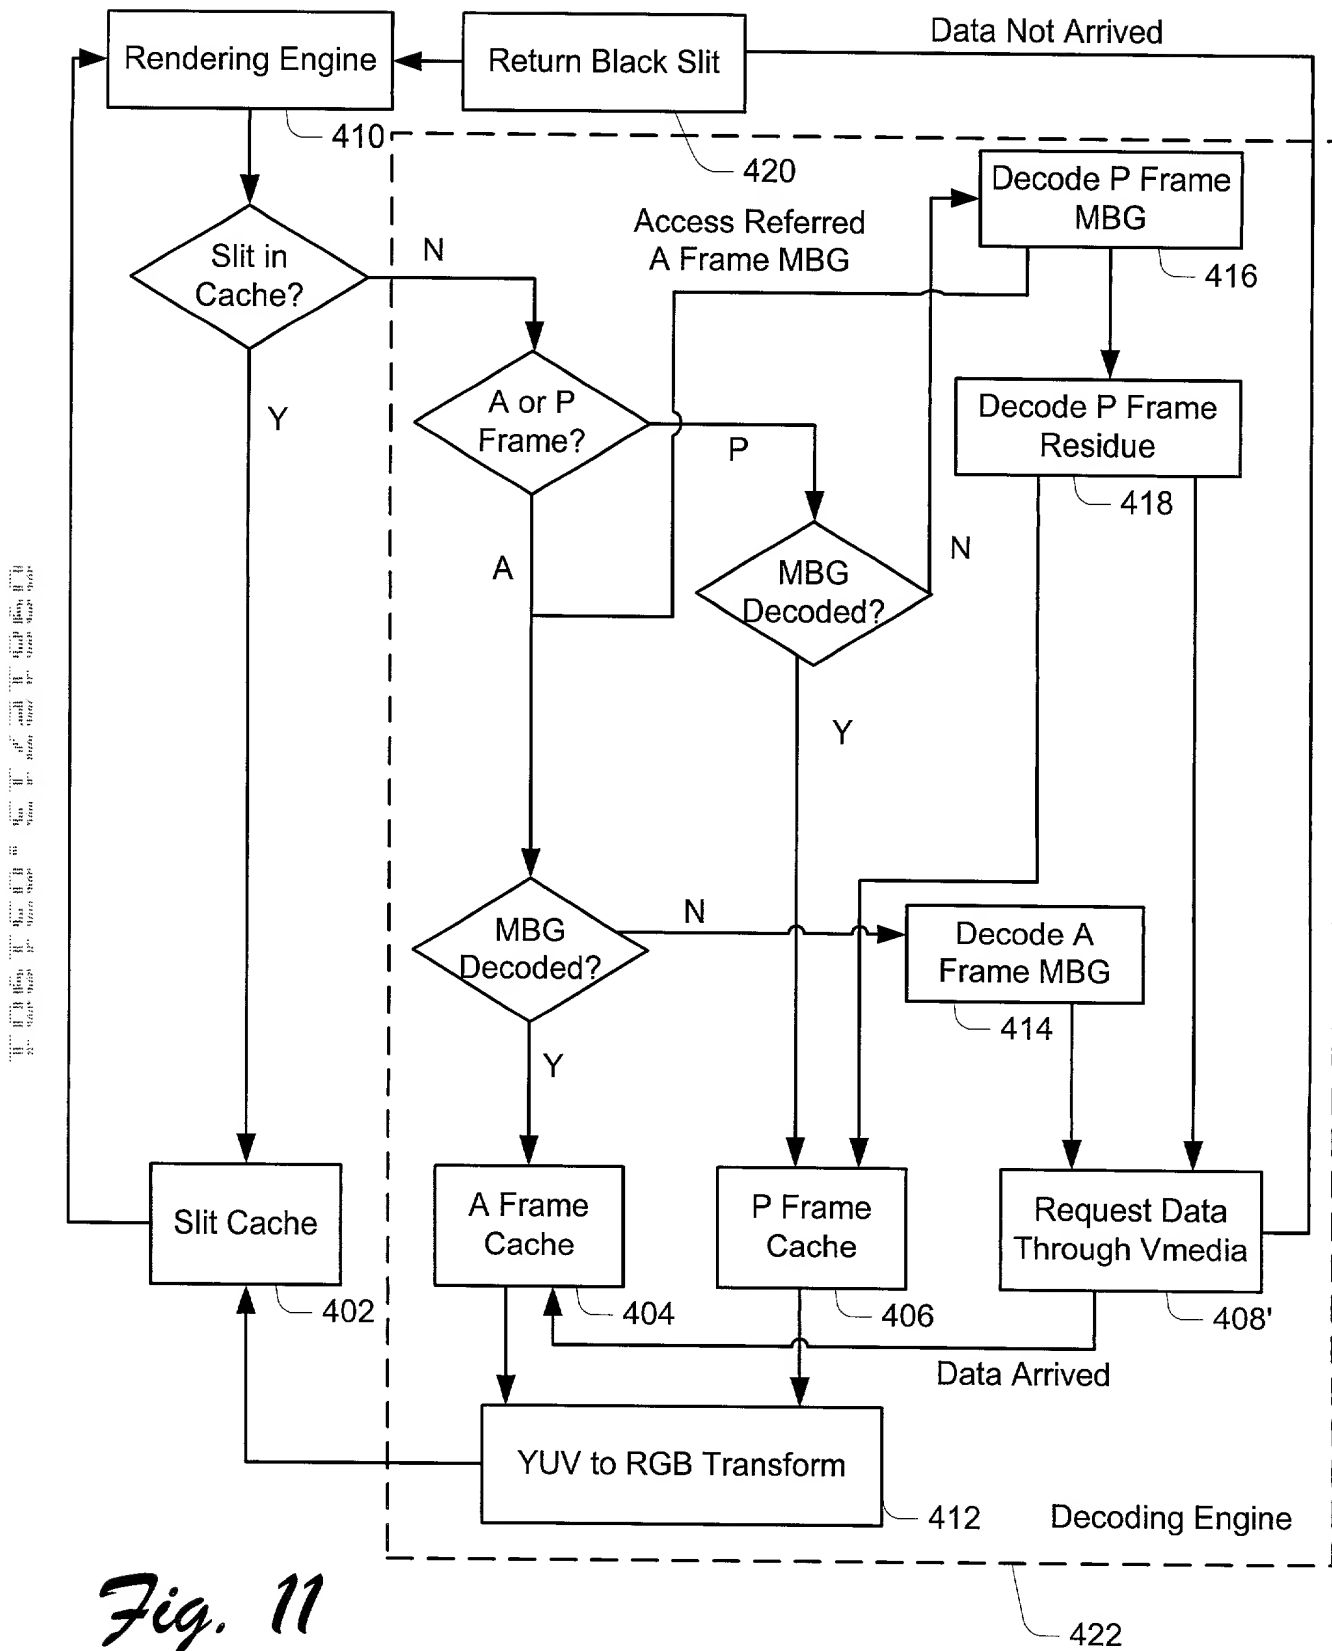 Data Not Arrived
Rendering Engine
Return Black Slit
410
420
Decode P Frame
MBG
416
Access Referred
A Frame MBG
Slit in
Cache?
N
Y
A or P
Frame?
P
A
Decode P Frame
Residue
418
MBG
Decoded?
N
Y
MBG
Decoded?
N
Y
Decode A
Frame MBG
414
Slit Cache
402
A Frame
Cache
404
P Frame
Cache
406
Request Data
Through Vmedia
408'
Data Arrived
YUV to RGB Transform
412
Decoding Engine
422
Fig. 11